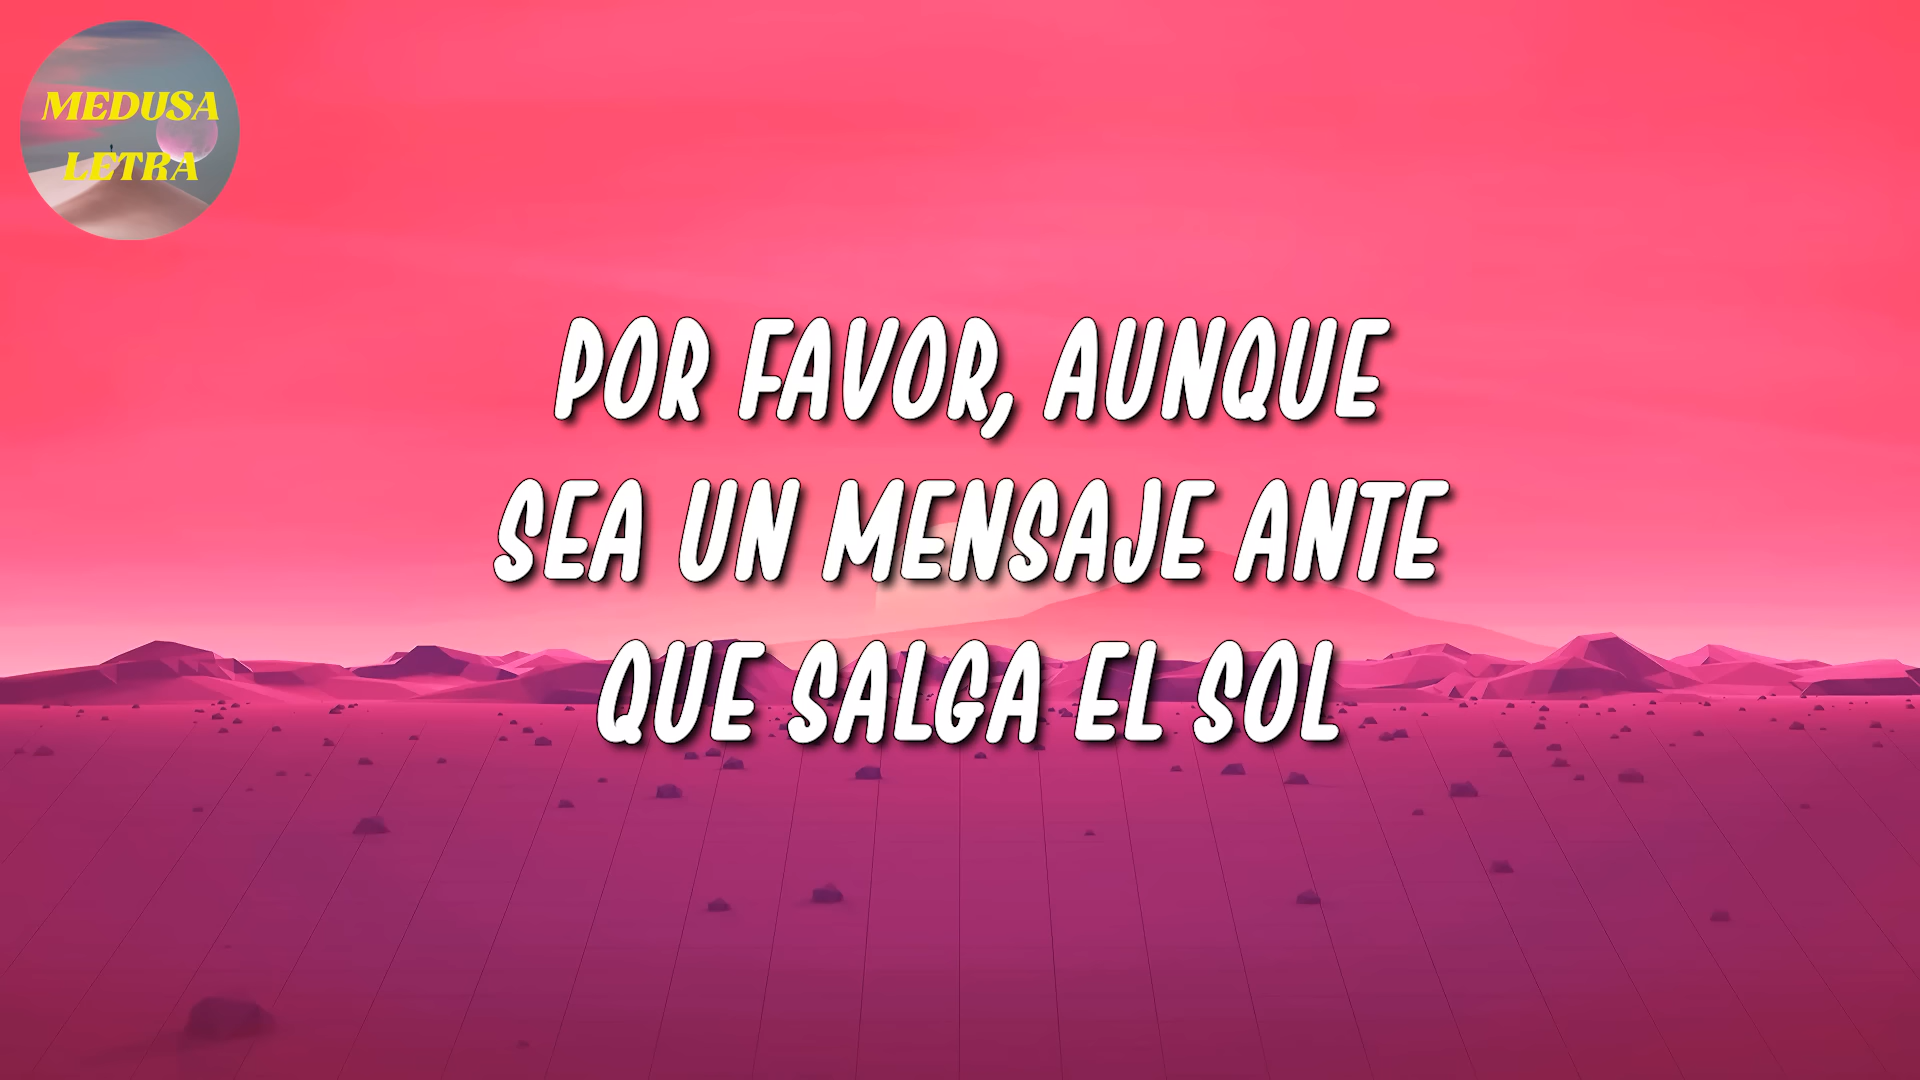 MEDUSA
LETRA
POR FAVOR, AUNQUE
SEA UN MENSAJE ANTE
QUE SALGA EL SOL